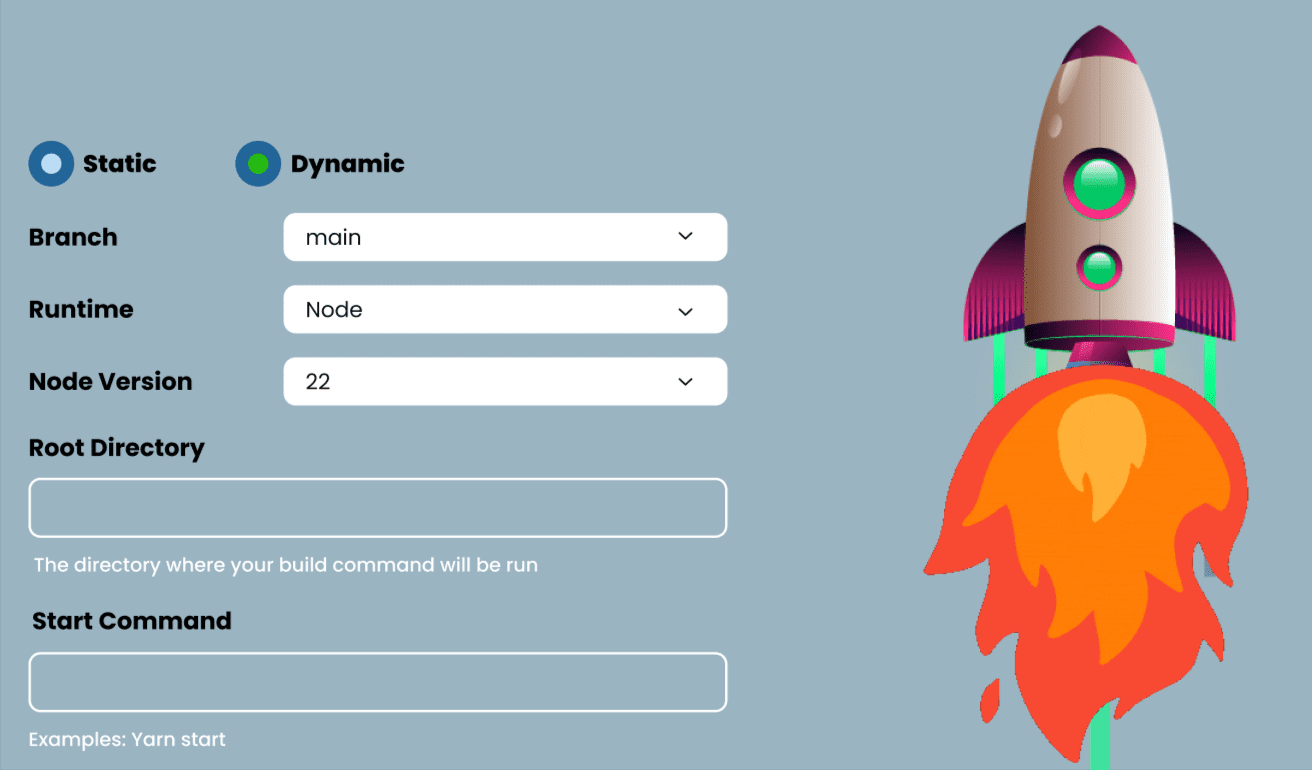 Static Dynamic
Branch main
Runtime Node
Node Version 22
Root Directory
The directory where your build command will be run
Start Command
Examples: Yarn start